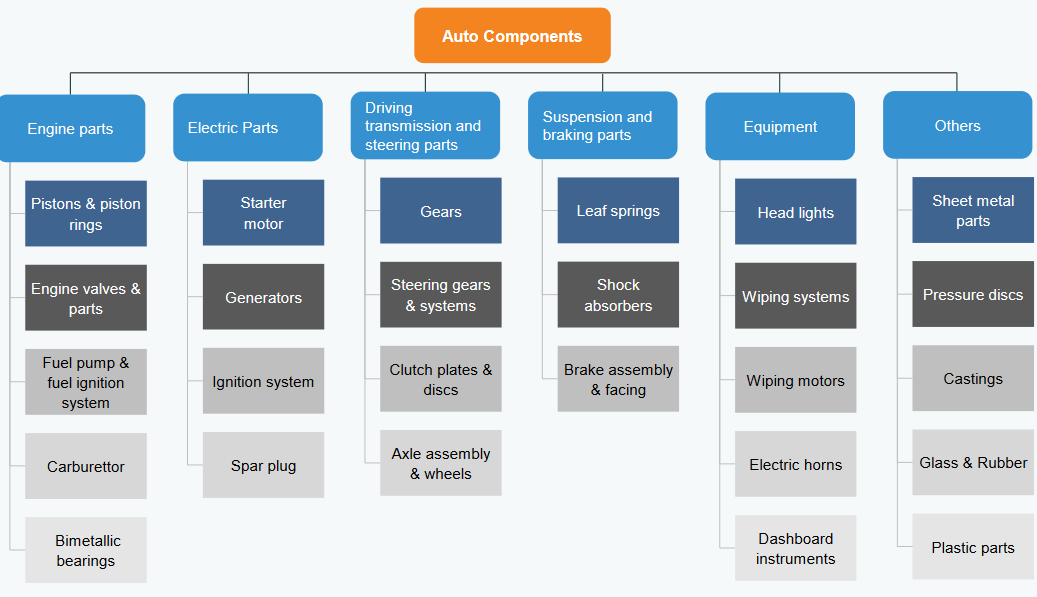 Auto Components
Engine parts
Pistons & piston
rings
Engine valves &
parts
Fuel pump &
fuel ignition
system
Carburettor
Bimetallic
bearings
Electric Parts
Starter
motor
Generators
Ignition system
Spar plug
Driving
transmission and
steering parts
Gears
Steering gears
& systems
Clutch plates &
discs
Axle assembly
& wheels
Suspension and
braking parts
Leaf springs
Shock
absorbers
Brake assembly
& facing
Equipment
Head lights
Wiping systems
Wiping motors
Electric horns
Dashboard
instruments
Others
Sheet metal
parts
Pressure discs
Castings
Glass & Rubber
Plastic parts